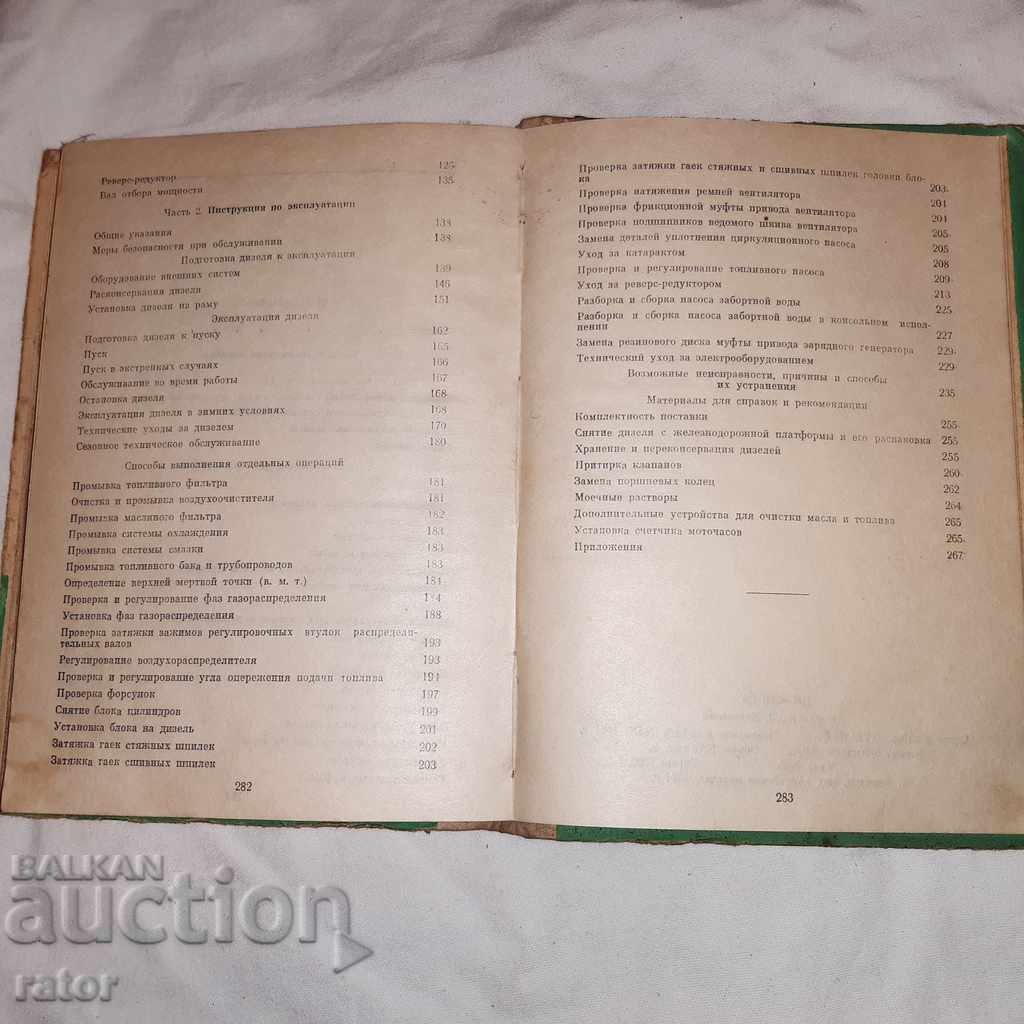 Реверс-редуктор 125
Вал отбора мощности 135
Часть 2. Инструкция по эксплуатации
Общие указания 138
Меры безопасности при обслуживании 138
Подготовка дизеля к эксплуатации
Оборудование внешних систем 139
Расконсервация дизеля 146
Установка дизеля на раму 151
Эксплуатация дизеля
Подготовка дизеля к пуску 162
Пуск 165
Пуск в экстренных случаях 166
Обслуживание во время работы 167
Остановка дизеля 168
Эксплуатация дизеля в зимних условиях 168
Технические уходы за дизелем 170
Сезонное техническое обслуживание 180
Способы выполнения отдельных операций
Промывка топливного фильтра 181
Очистка и промывка воздухоочистителя 181
Промывка масляного фильтра 182
Промывка системы охлаждения 183
Промывка системы смазки 183
Промывка топливного бака и трубопроводов 183
Определение верхней мертвой точки (в. м. т.) 184
Проверка и регулирование фаз газораспределения
Установка фаз газораспределения 188
Проверка затяжки зажимов регулировочных втулок распредели-
тельных валов 193
Регулирование воздухораспределителя 193
Проверка и регулирование угла опережения подачи топлива 194
Проверка форсунок 197
Снятие блока цилиндров 199
Установка блока на дизель 201
Затяжка гаек стяжных шпилек 202
Затяжка гаек сшивных шпилек 203
282
Проверка затяжки гаек стяжных и сшивных шпилек головки бло-
ка 203
Проверка натяжения ремней вентилятора 204
Проверка фрикционной муфты привода вентилятора 204
Проверка подшипников ведомого шкива вентилятора 205
Замена деталей уплотнения циркуляционного насоса 205
Уход за катарактом 208
Проверка и регулирование топливного насоса 209
Уход за реверс-редуктором 213
Разборка и сборка насоса забортной воды 225
Разборка и сборка насоса забортной воды в консольном испол-
нении 227
Замена резинового диска муфты привода зарядного генератора 229
Технический уход за электрооборудованием 229
Возможные неисправности, причины и способы
их устранения 235
Материалы для справок и рекомендации
Комплектность поставки 255
Снятие дизеля с железнодорожной платформы и его распаковка 255
Хранение и переконсервация дизелей 255
Притирка клапанов 260
Замена поршневых колец 262
Моечные растворы 264
Дополнительные устройства для очистки масла и топлива 265
Установка счетчика моточасов 265
Приложения 267
283
BALKAN
auction
rator